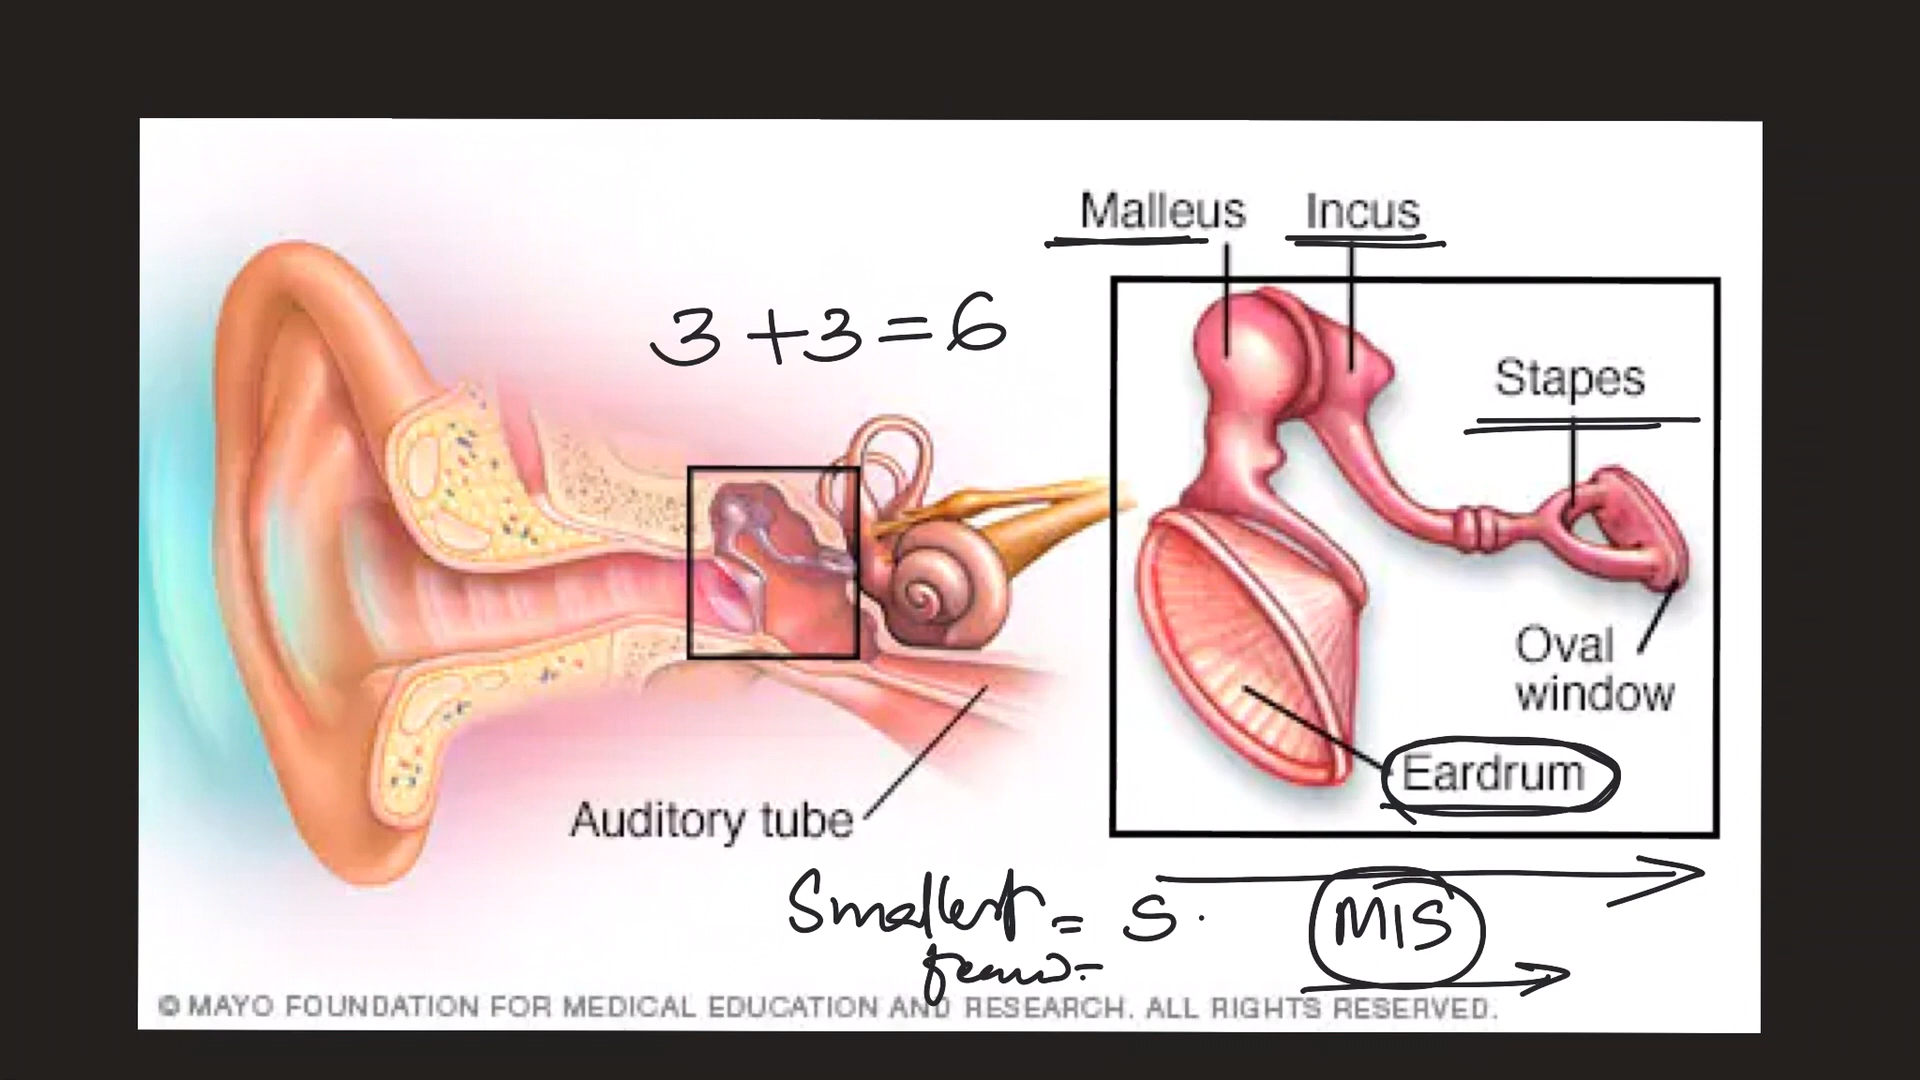 Malleus Incus
3 + 3 = 6
Stapes
Oval
window
Eardrum
Auditory tube
Smallest = S.
MIS
© MAYO FOUNDATION FOR MEDICAL EDUCATION AND RESEARCH. ALL RIGHTS RESERVED.